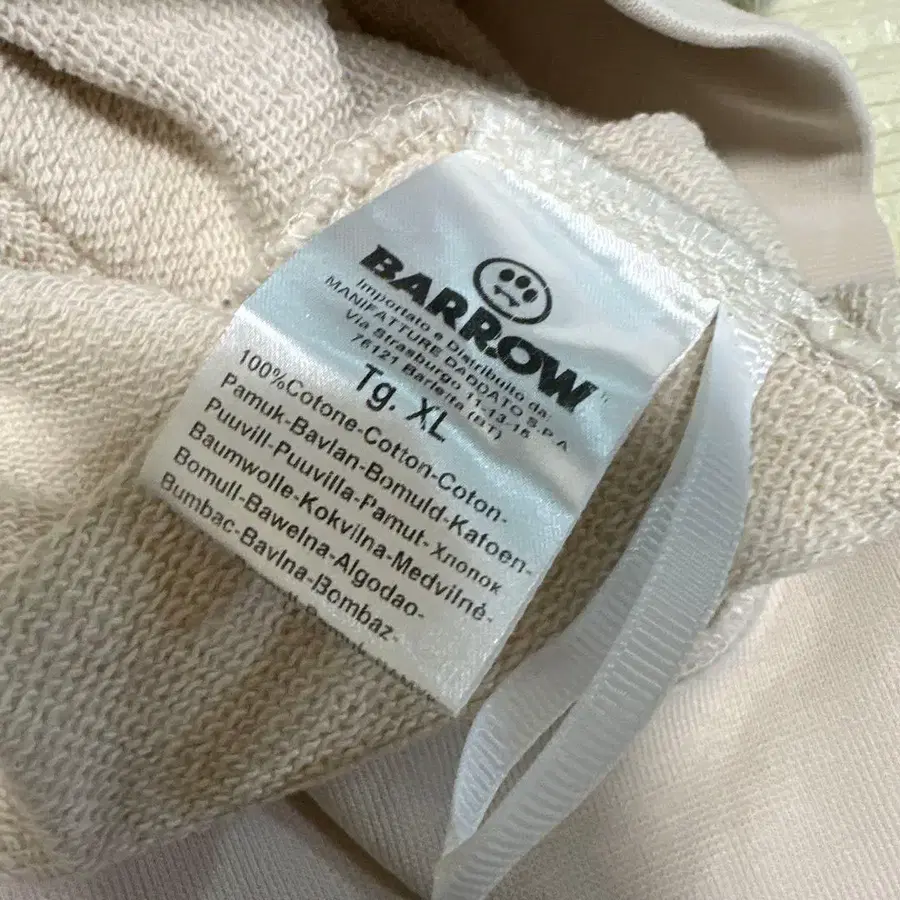 BARROW
Importato e Distribuito da:
MANIFATTURE DADDATO S.P.A
Via Strasburgo 11-13-15
76121 Barletta (BT)
Tg. XL
100%Cotone-Cotton-Coton-
Pamuk-Bavlan-Bomuld-Katoen-
Puuvill-Puuvilla-Pamut-Хлопок
Baumwolle-Kokvilna-Medvilnė-
Bomull-Bawelna-Algodao-
Bumbac-Bavlna-Bombaz-